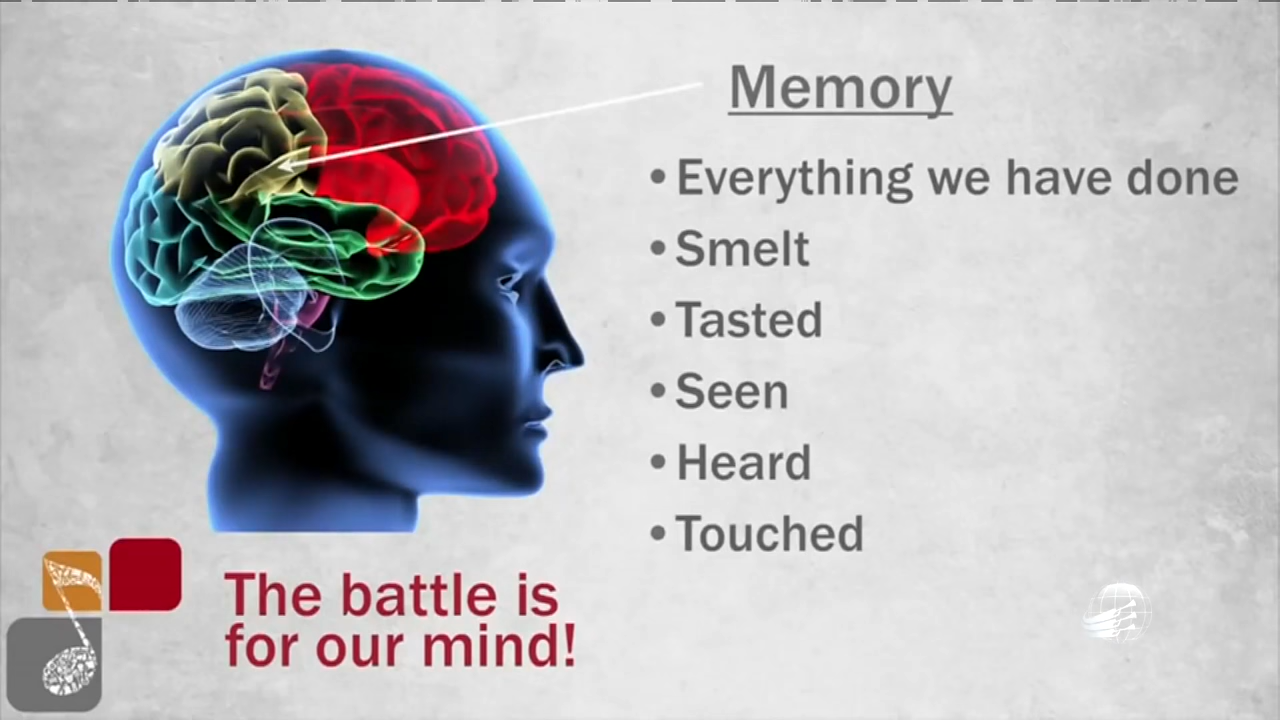 Memory
• Everything we have done
• Smelt
• Tasted
• Seen
• Heard
• Touched
The battle is
for our mind!